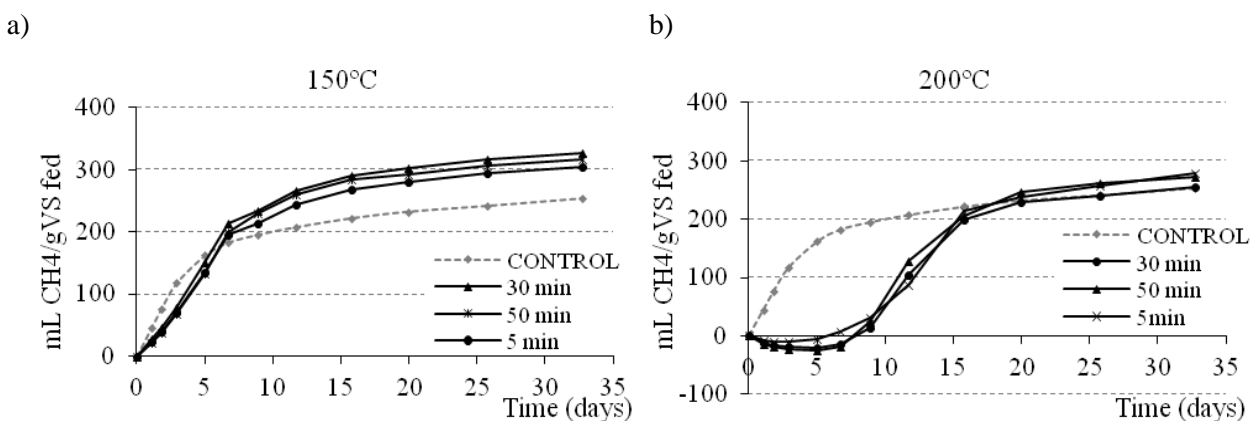 a)
b)
150°C
mL CH4/gVS fed
400
300
200
100
0
0 5 10 15 20 25 30 35
Time (days)
CONTROL
30 min
50 min
5 min
200°C
mL CH4/gVS fed
400
300
200
100
0
-100
0 5 10 15 20 25 30 35
Time (days)
CONTROL
30 min
50 min
5min